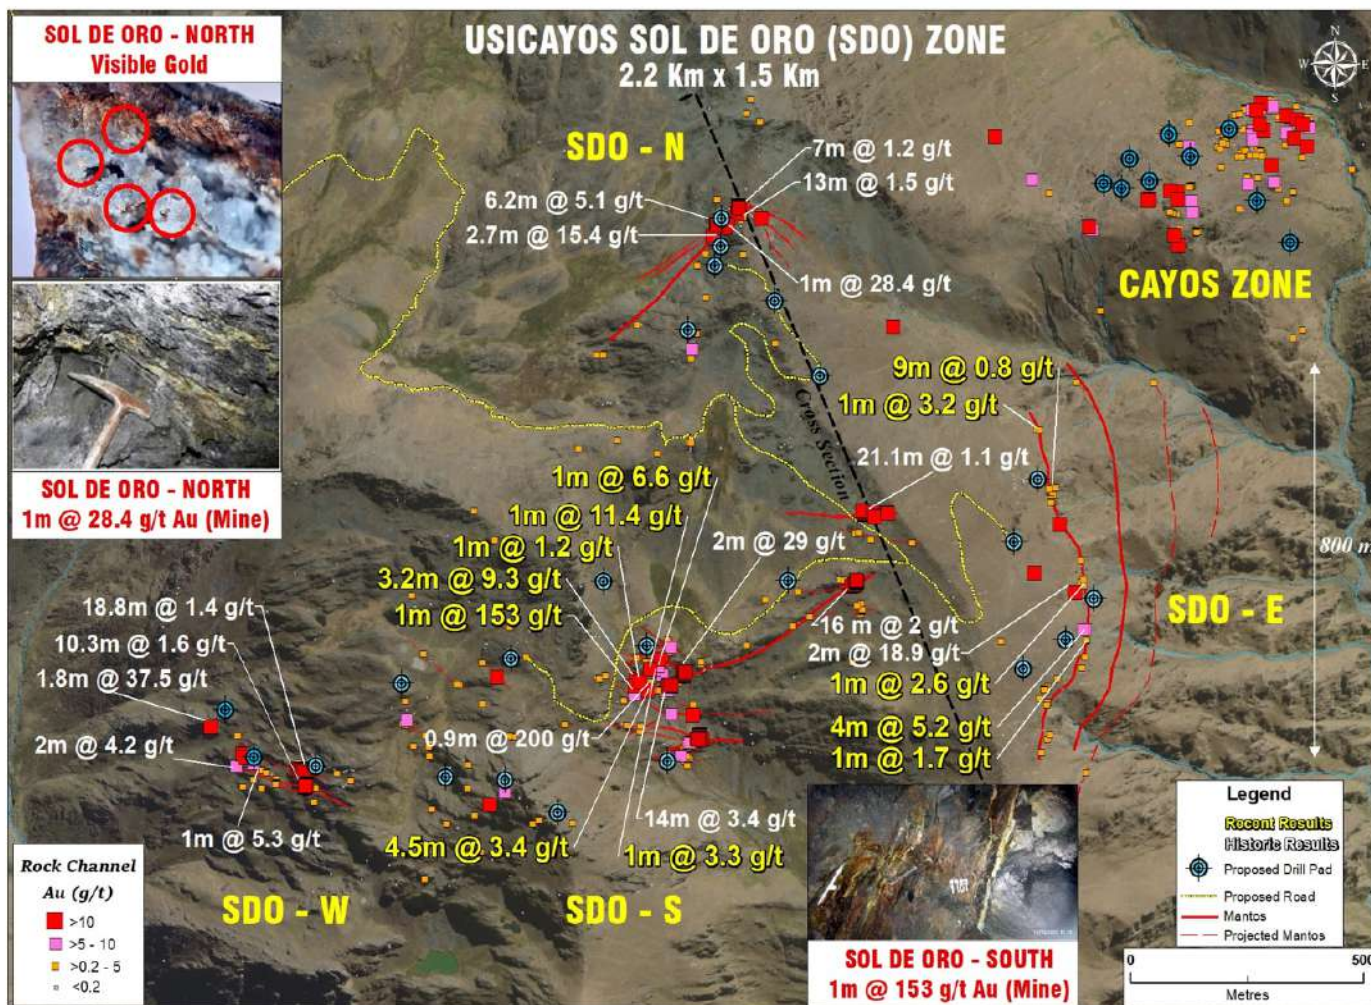 SOL DE ORO - NORTH
Visible Gold
USICAYOS SOL DE ORO (SDO) ZONE
2.2 Km x 1.5 Km
N
W
E
S
SDO - N
7m @ 1.2 g/t
13m @ 1.5 g/t
6.2m @ 5.1 g/t
2.7m @ 15.4 g/t
1m @ 28.4 g/t
CAYOS ZONE
SOL DE ORO - NORTH
1m @ 28.4 g/t Au (Mine)
Cross Section
9m @ 0.8 g/t
1m @ 3.2 g/t
21.1m @ 1.1 g/t
1m @ 6.6 g/t
1m @ 11.4 g/t
1m @ 1.2 g/t
2m @ 29 g/t
3.2m @ 9.3 g/t
1m @ 153 g/t
800 m
SDO - E
18.8m @ 1.4 g/t
10.3m @ 1.6 g/t
1.8m @ 37.5 g/t
2m @ 4.2 g/t
1m @ 5.3 g/t
16 m @ 2 g/t
2m @ 18.9 g/t
1m @ 2.6 g/t
4m @ 5.2 g/t
1m @ 1.7 g/t
0.9m @ 200 g/t
14m @ 3.4 g/t
4.5m @ 3.4 g/t
1m @ 3.3 g/t
SDO - W
SDO - S
Rock Channel
Au (g/t)
>10
>5 - 10
>0.2 - 5
<0.2
SOL DE ORO - SOUTH
1m @ 153 g/t Au (Mine)
Legend
Recent Results
Historic Results
Proposed Drill Pad
Proposed Road
Mantos
Projected Mantos
0
500
Metres